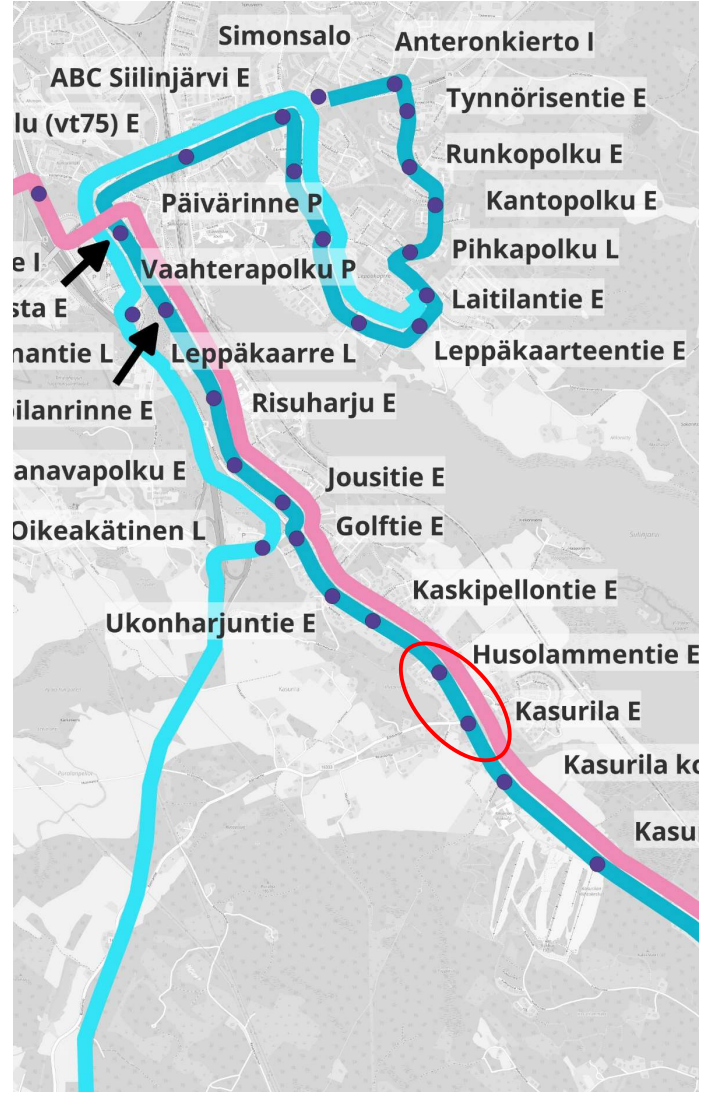 Simonsalo
Anteronkierto I
ABC Siilinjärvi E
Tynnörisentie E
lu (vt75) E
Runkopolku E
Päivärinne P
Kantopolku E
Pihkapolku L
e I
Vaahterapolku P
Laitilantie E
sta E
nantie L
Leppäkaarre L
Leppäkaarteentie E
Risuharju E
ilanrinne E
anavapolku E
Jousitie E
Oikeakätinen L
Golftie E
Kaskipellontie E
Ukonharjuntie E
Husolammentie E
Kasurila E
Kasurila ko
Kasu